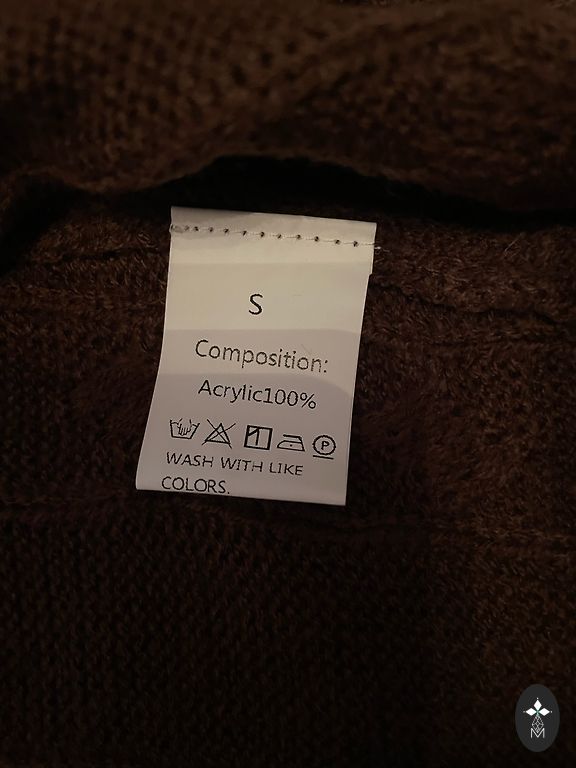 S
Composition:
Acrylic100%
P
WASH WITH LIKE
COLORS.
M